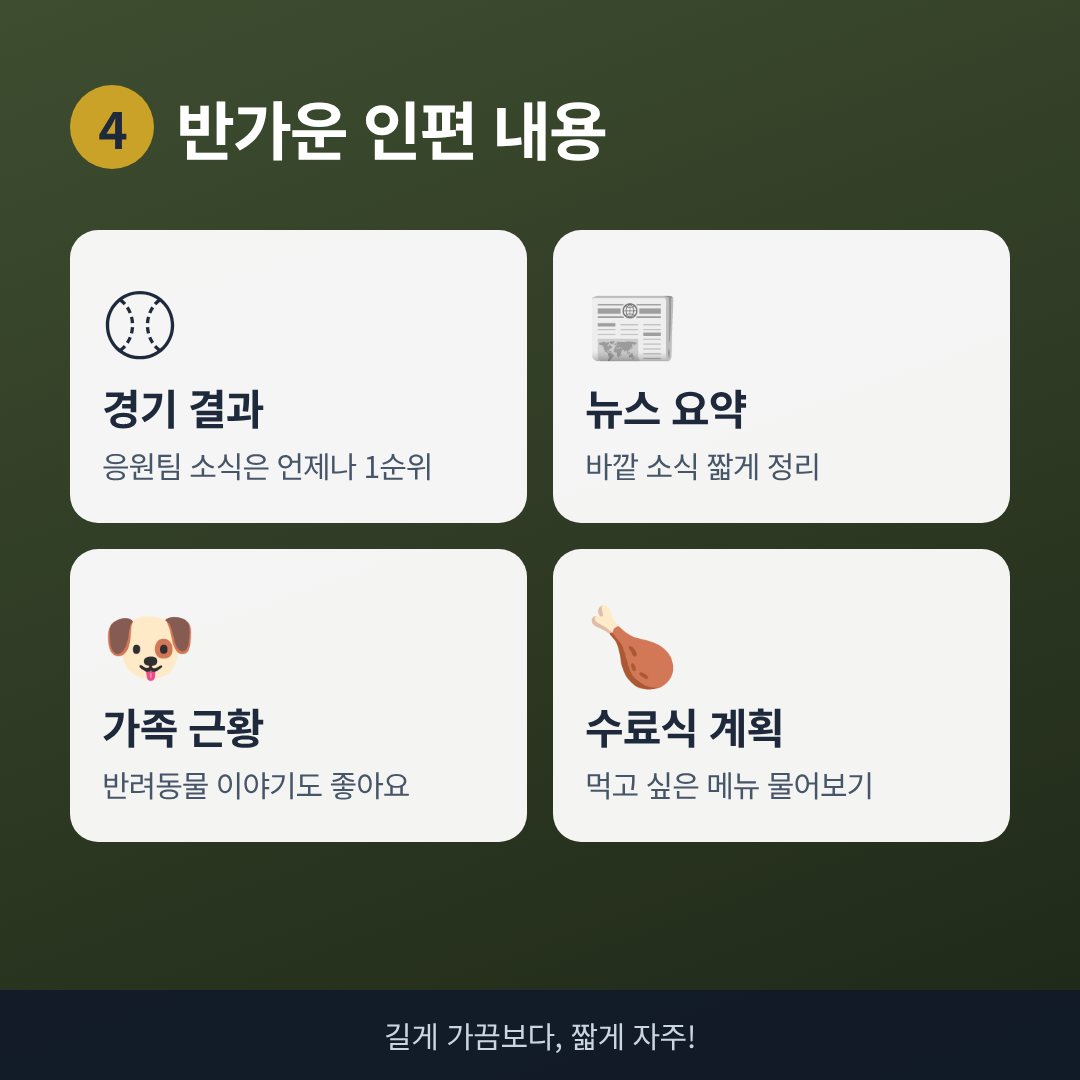 4 반가운 인편 내용
경기 결과
응원팀 소식은 언제나 1순위
뉴스 요약
바깥 소식 짧게 정리
가족 근황
반려동물 이야기도 좋아요
수료식 계획
먹고 싶은 메뉴 물어보기
길게 가끔보다, 짧게 자주!